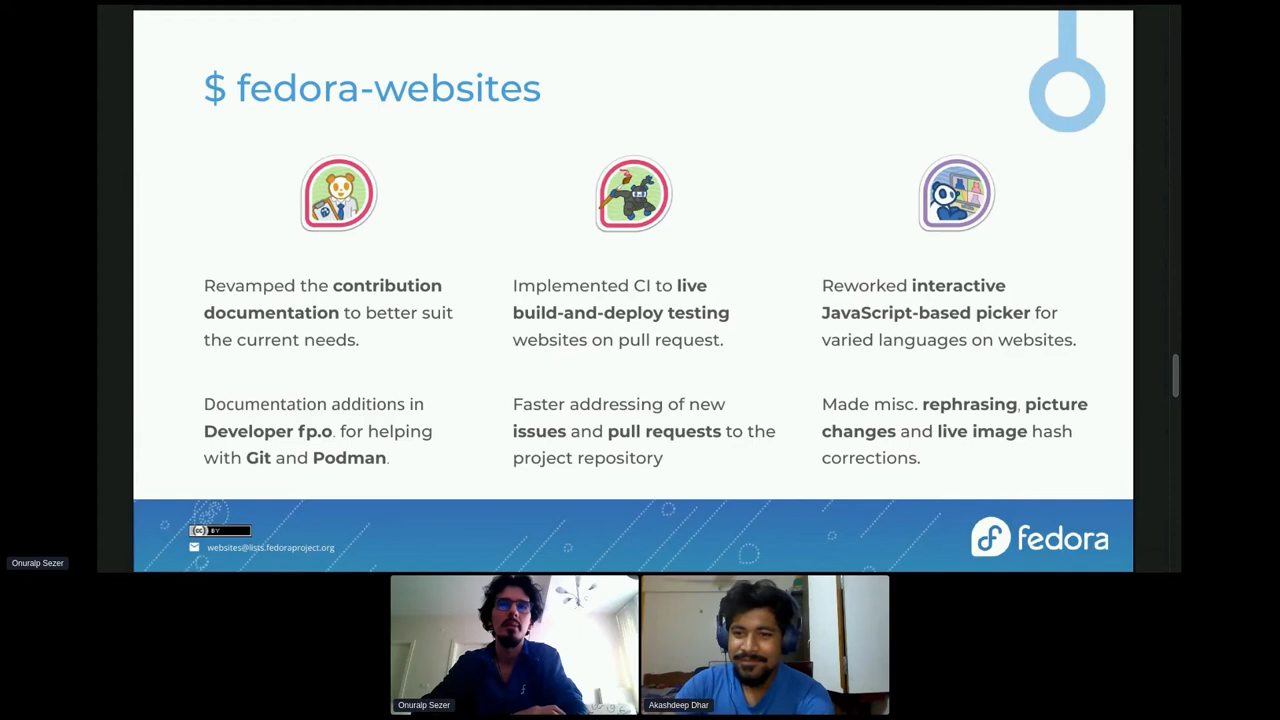 $ fedora-websites
Revamped the contribution
documentation to better suit
the current needs.
Documentation additions in
Developer fp.o. for helping
with Git and Podman.
Implemented CI to live
build-and-deploy testing
websites on pull request.
Faster addressing of new
issues and pull requests to the
project repository
Reworked interactive
JavaScript-based picker for
varied languages on websites.
Made misc. rephrasing, picture
changes and live image hash
corrections.
cc BY
websites@lists.fedoraproject.org
fedora
Onuralp Sezer
Onuralp Sezer
Akashdeep Dhar